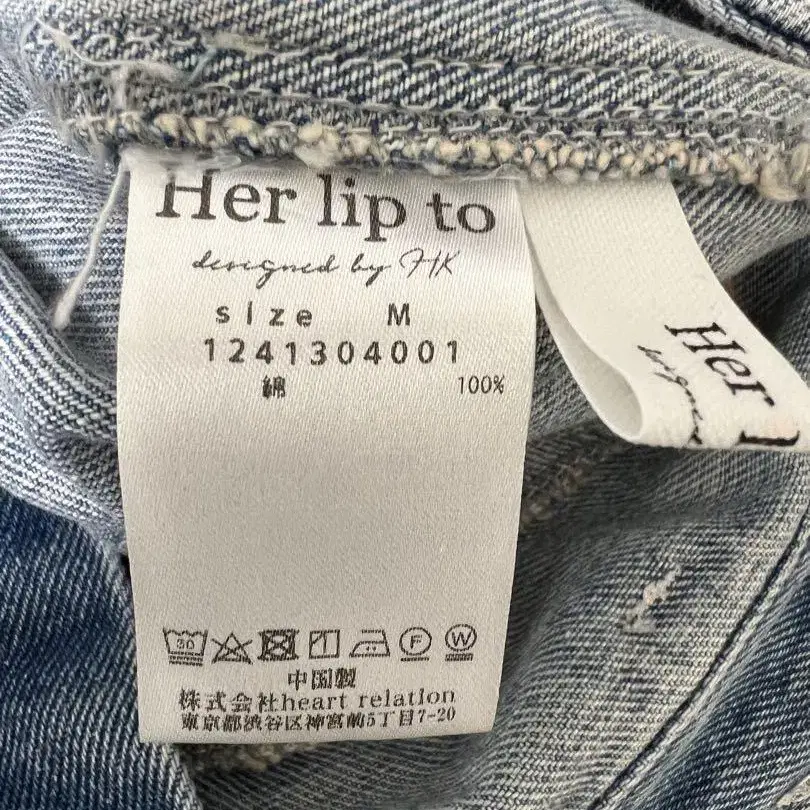 Her lip to
designed by HK
size M
1241304001
綿 100%
30
F
W
中国製
株式会社heart relation
東京都渋谷区神宮前5丁目7-20
Her